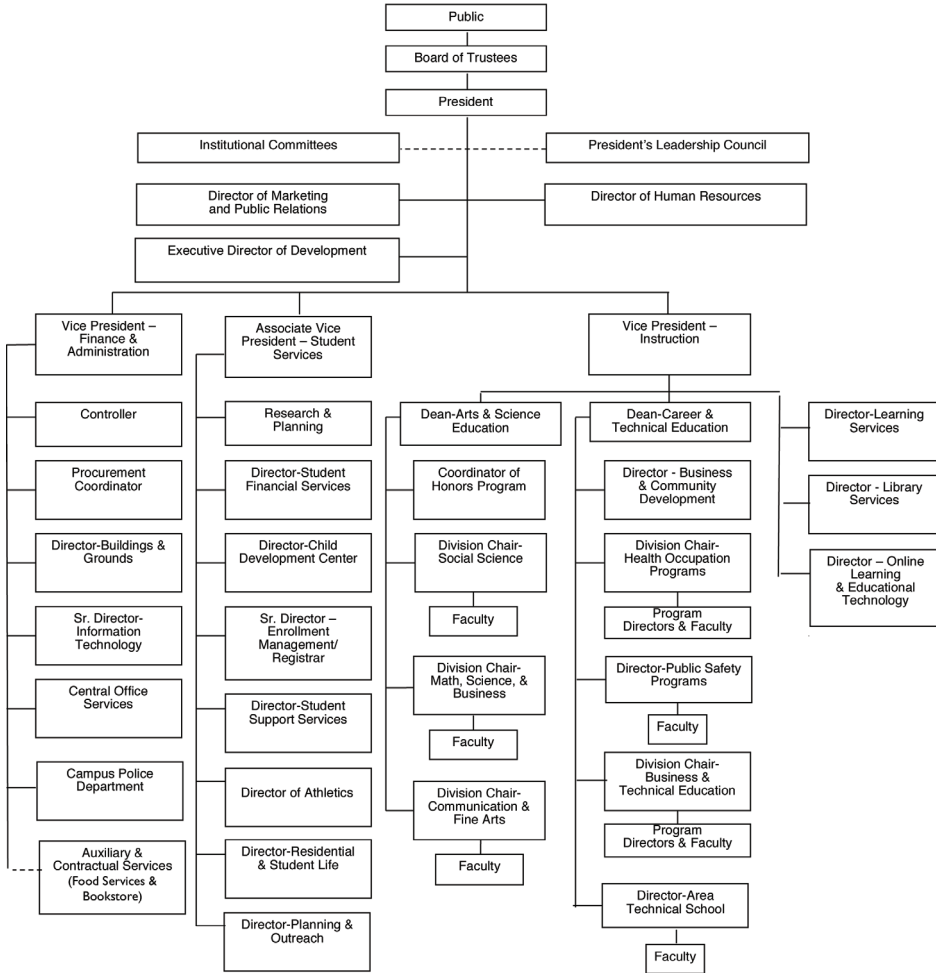 Public
Board of Trustees
President
Institutional Committees
President's Leadership Council
Director of Marketing
and Public Relations
Director of Human Resources
Executive Director of Development
Vice President –
Finance &
Administration
Associate Vice
President – Student
Services
Vice President –
Instruction
Controller
Procurement
Coordinator
Director-Buildings &
Grounds
Sr. Director-
Information
Technology
Central Office
Services
Campus Police
Department
Auxiliary &
Contractual Services
(Food Services &
Bookstore)
Research &
Planning
Director-Student
Financial Services
Director-Child
Development Center
Sr. Director –
Enrollment
Management/
Registrar
Director-Student
Support Services
Director of Athletics
Director-Residential
& Student Life
Director-Planning &
Outreach
Dean-Arts & Science
Education
Coordinator of
Honors Program
Division Chair-
Social Science
Faculty
Division Chair-
Math, Science, &
Business
Faculty
Division Chair-
Communication &
Fine Arts
Faculty
Dean-Career &
Technical Education
Director - Business
& Community
Development
Division Chair-
Health Occupation
Programs
Program
Directors & Faculty
Director-Public Safety
Programs
Faculty
Division Chair-
Business &
Technical Education
Program
Directors & Faculty
Director-Area
Technical School
Faculty
Director-Learning
Services
Director - Library
Services
Director – Online
Learning
& Educational
Technology